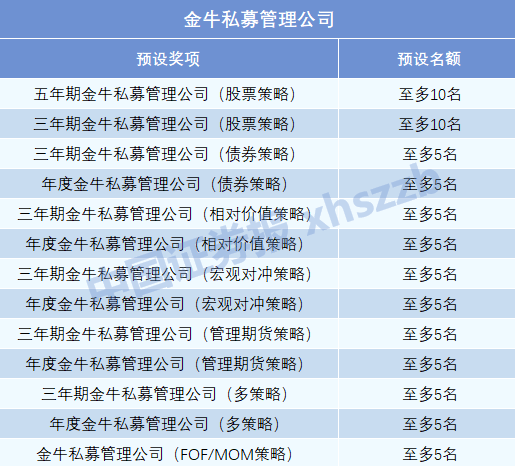 金牛私募管理公司
预设奖项 预设名额
五年期金牛私募管理公司（股票策略） 至多10名
三年期金牛私募管理公司（股票策略） 至多10名
三年期金牛私募管理公司（债券策略） 至多5名
年度金牛私募管理公司（债券策略） 至多5名
三年期金牛私募管理公司（相对价值策略） 至多5名
年度金牛私募管理公司（相对价值策略） 至多5名
三年期金牛私募管理公司（宏观对冲策略） 至多5名
年度金牛私募管理公司（宏观对冲策略） 至多5名
三年期金牛私募管理公司（管理期货策略） 至多5名
年度金牛私募管理公司（管理期货策略） 至多5名
三年期金牛私募管理公司（多策略） 至多5名
年度金牛私募管理公司（多策略） 至多5名
金牛私募管理公司（FOF/MOM策略） 至多5名
中国证券报 xhszzb